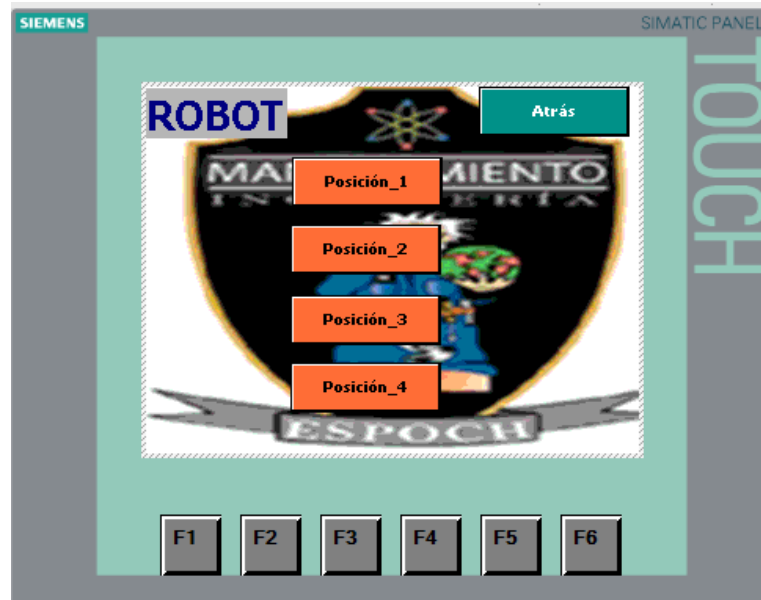 SIEMENS
SIMATIC PANEL
TOUCH
ROBOT
Atrás
Posición_1
Posición_2
Posición_3
Posición_4
ESPOCH
F1 F2 F3 F4 F5 F6